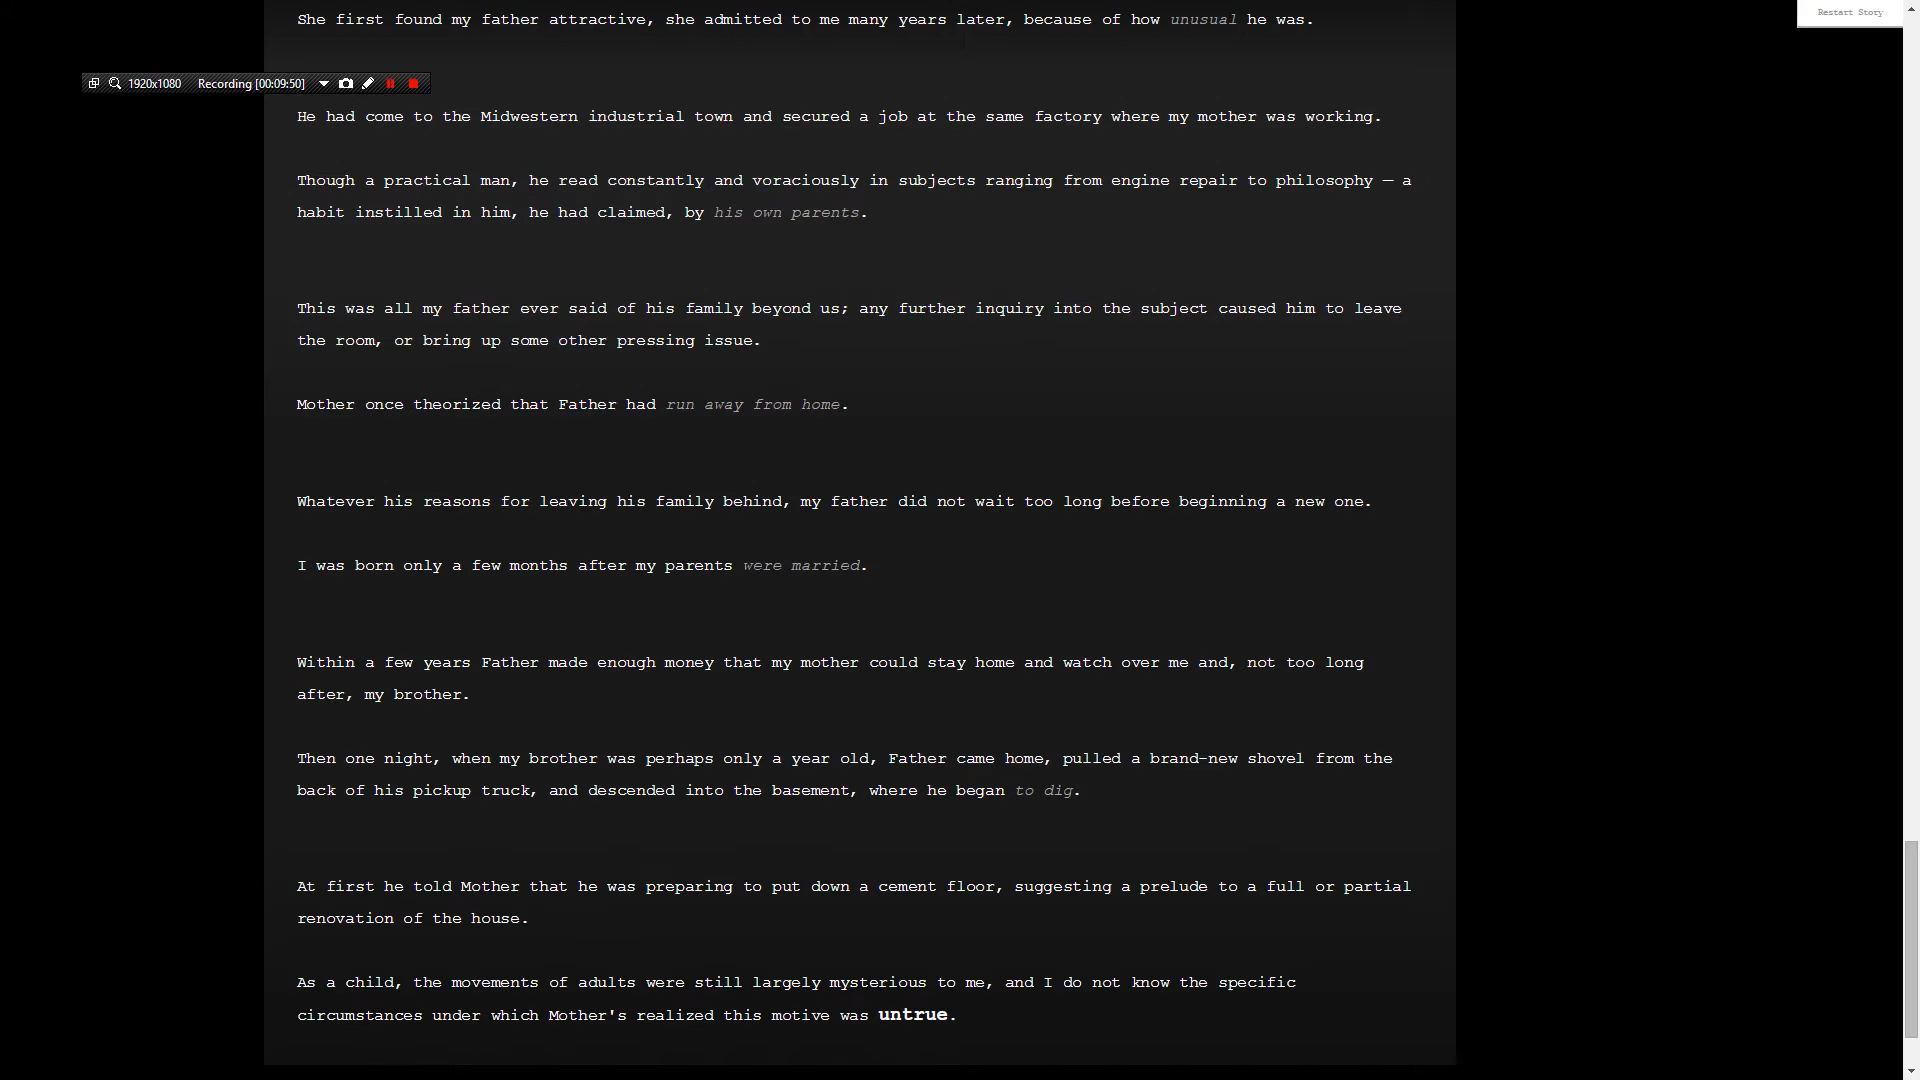 She first found my father attractive, she admitted to me many years later, because of how unusual he was.
Restart Story
1920x1080 Recording [00:09:50]
He had come to the Midwestern industrial town and secured a job at the same factory where my mother was working.
Though a practical man, he read constantly and voraciously in subjects ranging from engine repair to philosophy — a
habit instilled in him, he had claimed, by his own parents.
This was all my father ever said of his family beyond us; any further inquiry into the subject caused him to leave
the room, or bring up some other pressing issue.
Mother once theorized that Father had run away from home.
Whatever his reasons for leaving his family behind, my father did not wait too long before beginning a new one.
I was born only a few months after my parents were married.
Within a few years Father made enough money that my mother could stay home and watch over me and, not too long
after, my brother.
Then one night, when my brother was perhaps only a year old, Father came home, pulled a brand-new shovel from the
back of his pickup truck, and descended into the basement, where he began to dig.
At first he told Mother that he was preparing to put down a cement floor, suggesting a prelude to a full or partial
renovation of the house.
As a child, the movements of adults were still largely mysterious to me, and I do not know the specific
circumstances under which Mother's realized this motive was untrue.